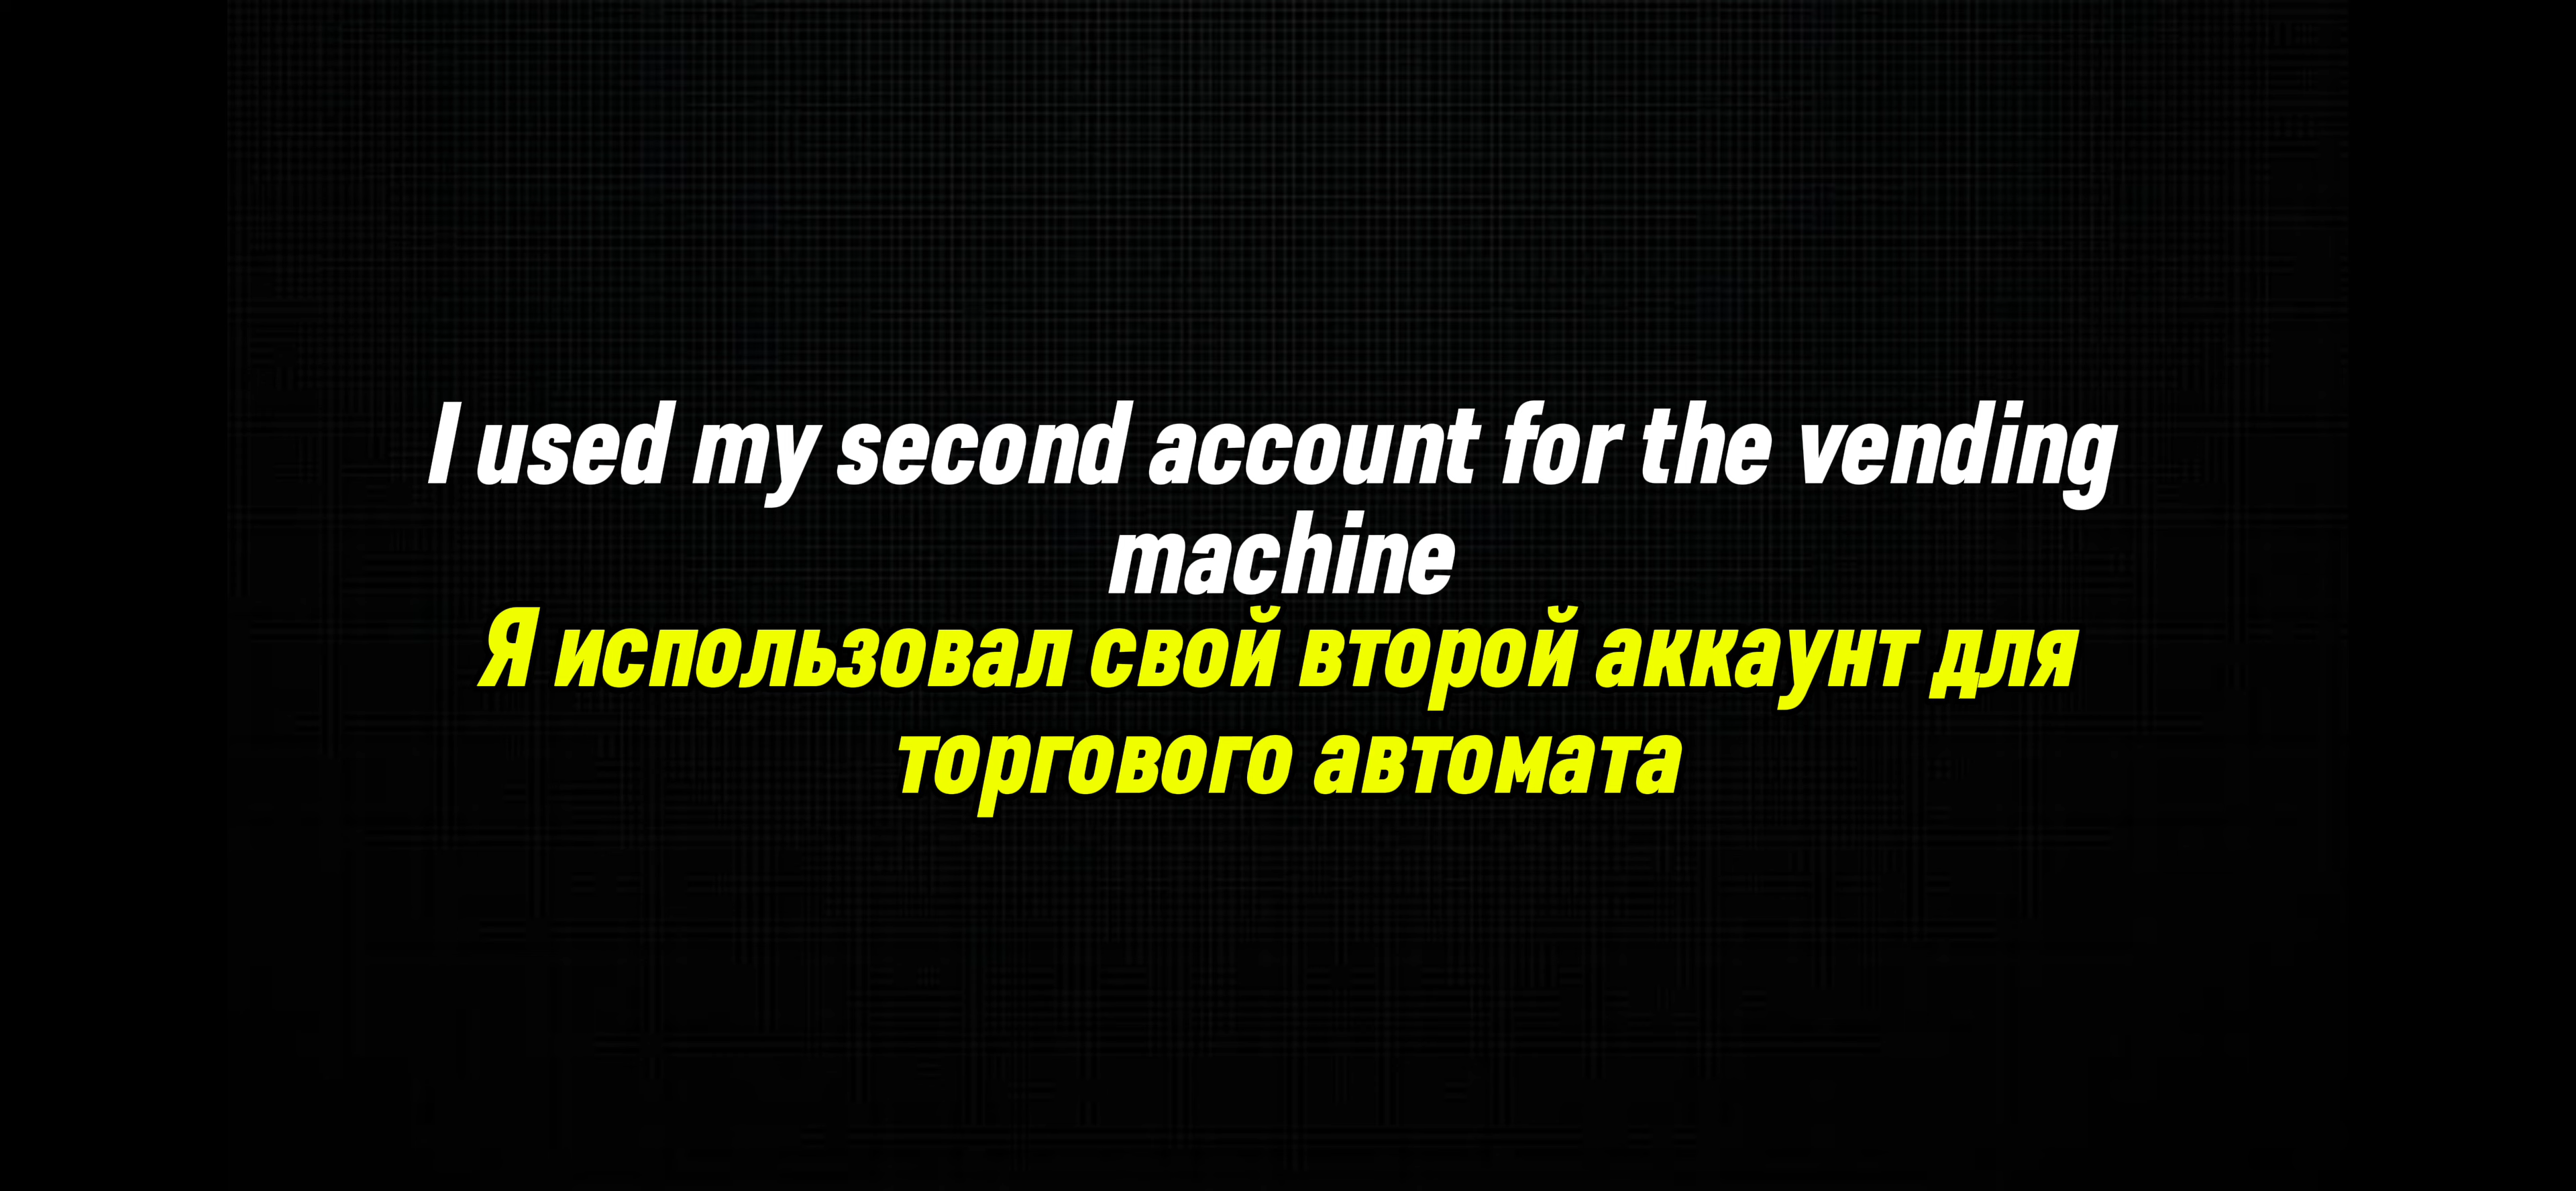 I used my second account for the vending
machine
Я использовал свой второй аккаунт для
торгового автомата